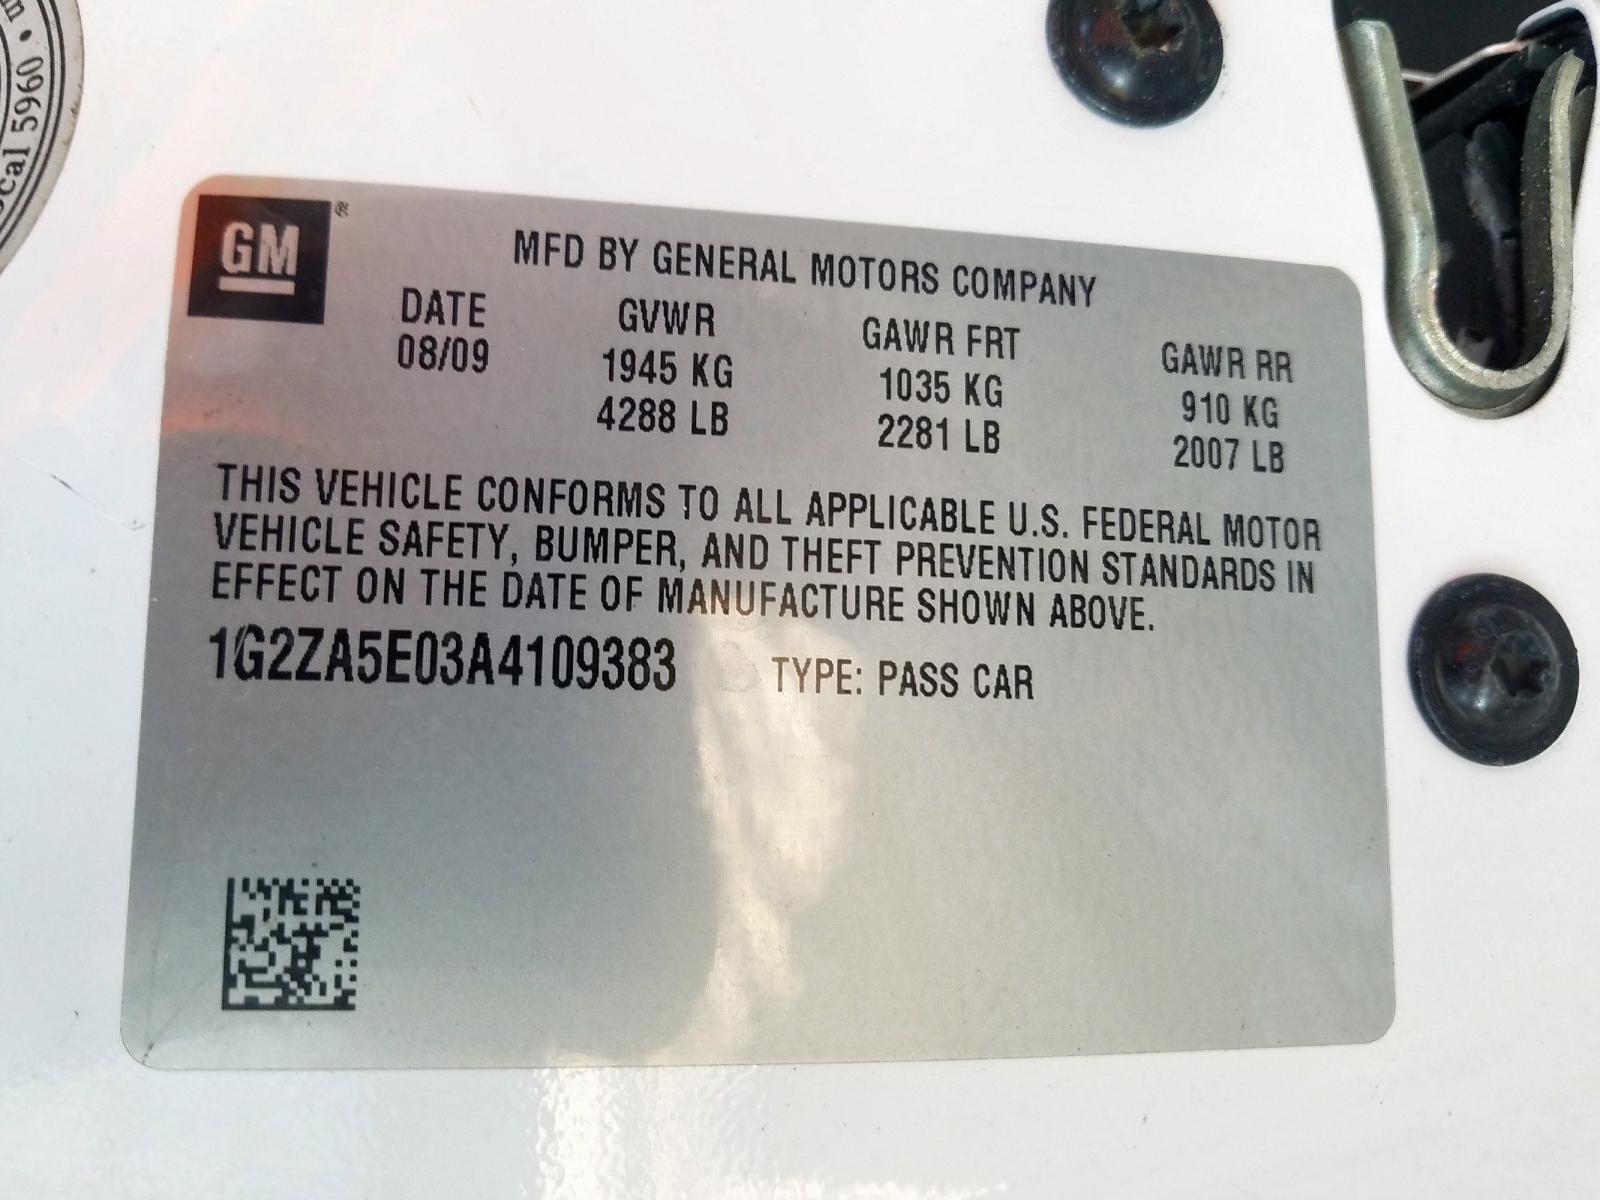 ocal 5960 •
GM ®
MFD BY GENERAL MOTORS COMPANY
DATE GVWR GAWR FRT GAWR RR
08/09 1945 KG 1035 KG 910 KG
4288 LB 2281 LB 2007 LB
THIS VEHICLE CONFORMS TO ALL APPLICABLE U.S. FEDERAL MOTOR
VEHICLE SAFETY, BUMPER, AND THEFT PREVENTION STANDARDS IN
EFFECT ON THE DATE OF MANUFACTURE SHOWN ABOVE.
1G2ZA5E03A4109383 TYPE: PASS CAR